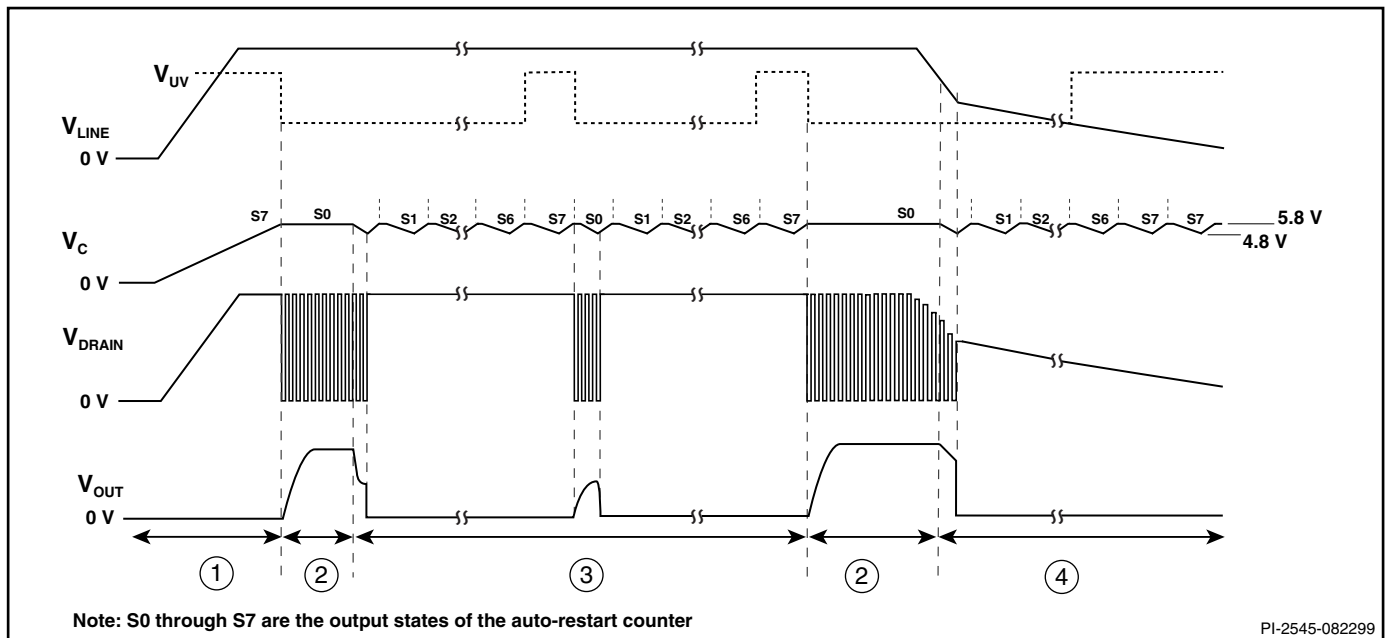 V_UV
V_LINE
0 V
S7 S0 S1 S2 S6 S7 S0 S1 S2 S6 S7 S0 S1 S2 S6 S7 S7
5.8 V
4.8 V
V_C
0 V
V_DRAIN
0 V
V_OUT
0 V
1 2 3 2 4
Note: S0 through S7 are the output states of the auto-restart counter
PI-2545-082299